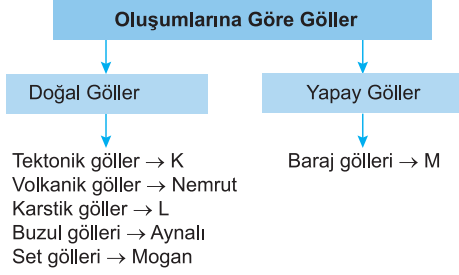 Oluşumlarına Göre Göller
Doğal Göller
Yapay Göller
Tektonik göller → K
Volkanik göller → Nemrut
Karstik göller → L
Buzul gölleri → Aynalı
Set gölleri → Mogan
Baraj gölleri → M